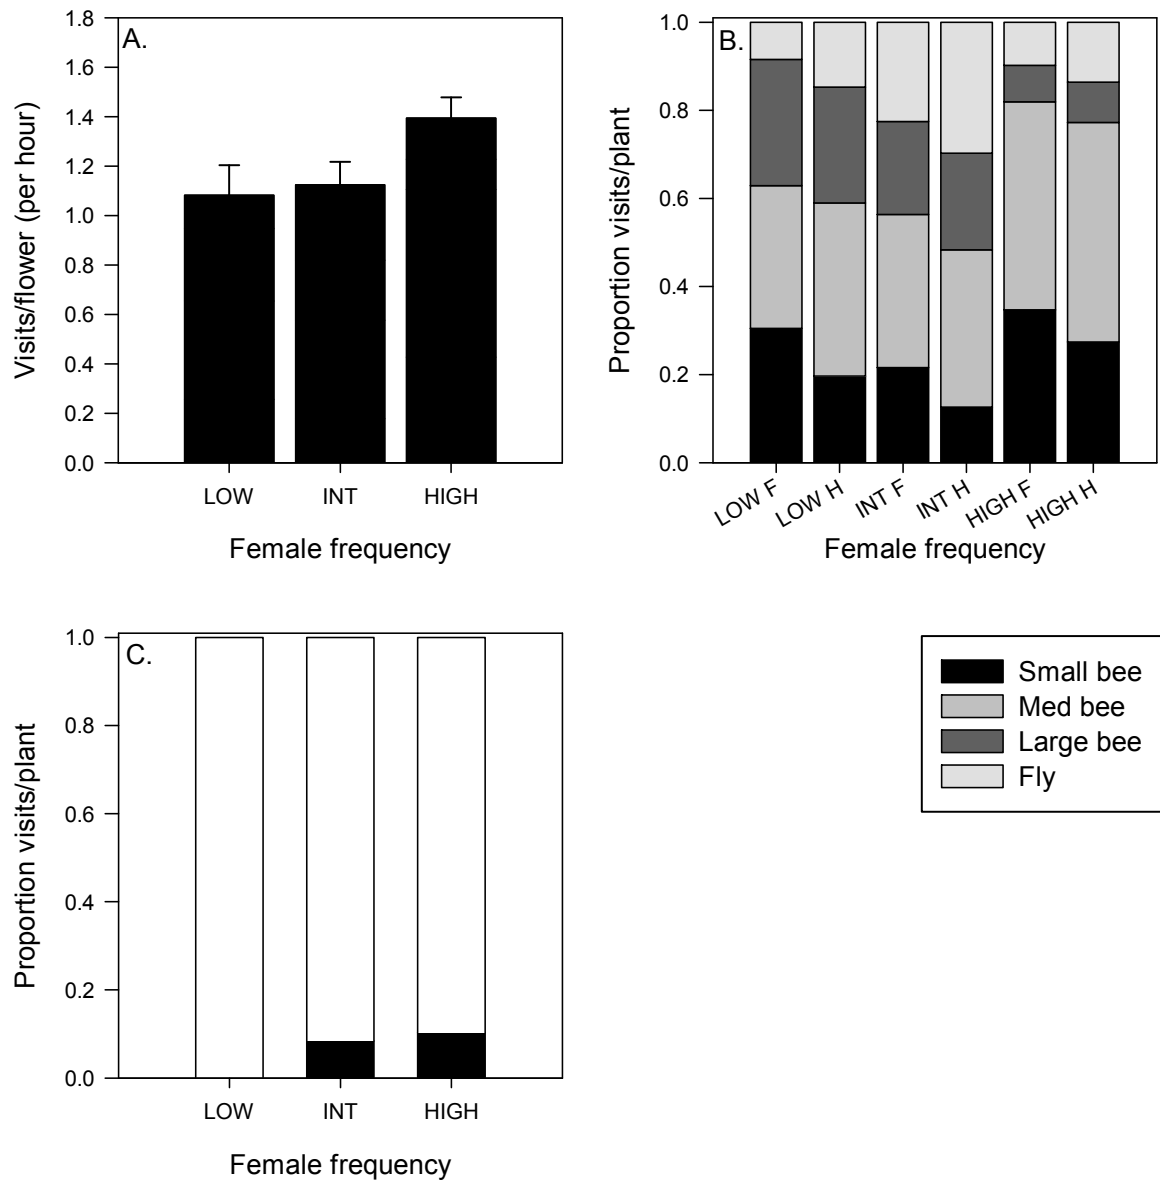 A.
Visits/flower (per hour)
1.8
1.6
1.4
1.2
1.0
0.8
0.6
0.4
0.2
0.0
LOW INT HIGH
Female frequency
B.
Proportion visits/plant
1.0
0.8
0.6
0.4
0.2
0.0
LOW F LOW H INT F INT H HIGH F HIGH H
Female frequency
C.
Proportion visits/plant
1.0
0.8
0.6
0.4
0.2
0.0
LOW INT HIGH
Female frequency
Small bee
Med bee
Large bee
Fly